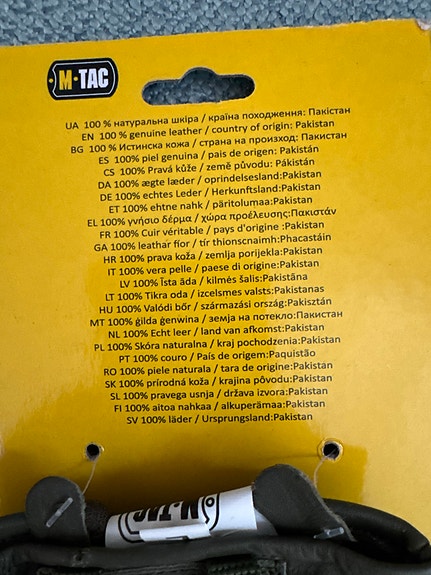 M-TAC
UA 100 % натуральна шкіра / країна походження: Пакістан
EN 100 % genuine leather / country of origin: Pakistan
BG 100 % Истинска кожа / страна на произход: Пакистан
ES 100% piel genuina / pais de origen: Pakistán
CS 100% Pravá kůže / země původu: Pákistán
DA 100% ægte læder / oprindelsesland:Pakistan
DE 100% echtes Leder / Herkunftsland:Pakistan
ET 100% ehtne nahk / päritolumaa:Pakistan
EL 100% γνήσιο δέρμα / χώρα προέλευσης:Πακιστάν
FR 100% Cuir véritable / pays d'origine :Pakistan
GA 100% leathar fíor / tír thionscnaimh:Phacastáin
HR 100% prava koža / zemlja porijekla:Pakistan
IT 100% vera pelle / paese di origine:Pakistan
LV 100% Īsta āda / kilmės šalis:Pakistāna
LT 100% Tikra oda / izcelsmes valsts:Pakistanas
HU 100% Valódi bőr / származási ország:Pakisztán
MT 100% ġilda ġenwina / земја на потекло:Пакистан
NL 100% Echt leer / land van afkomst:Pakistan
PL 100% Skóra naturalna / kraj pochodzenia:Pakistan
PT 100% couro / País de origem:Paquistão
RO 100% piele naturala / tara de origine:Pakistan
SK 100% prírodná koža / krajina pôvodu:Pakistan
SL 100% pravega usnja / država izvora:Pakistan
FI 100% aitoa nahkaa / alkuperämaa:Pakistan
SV 100% läder / Ursprungsland:Pakistan
M-TAC